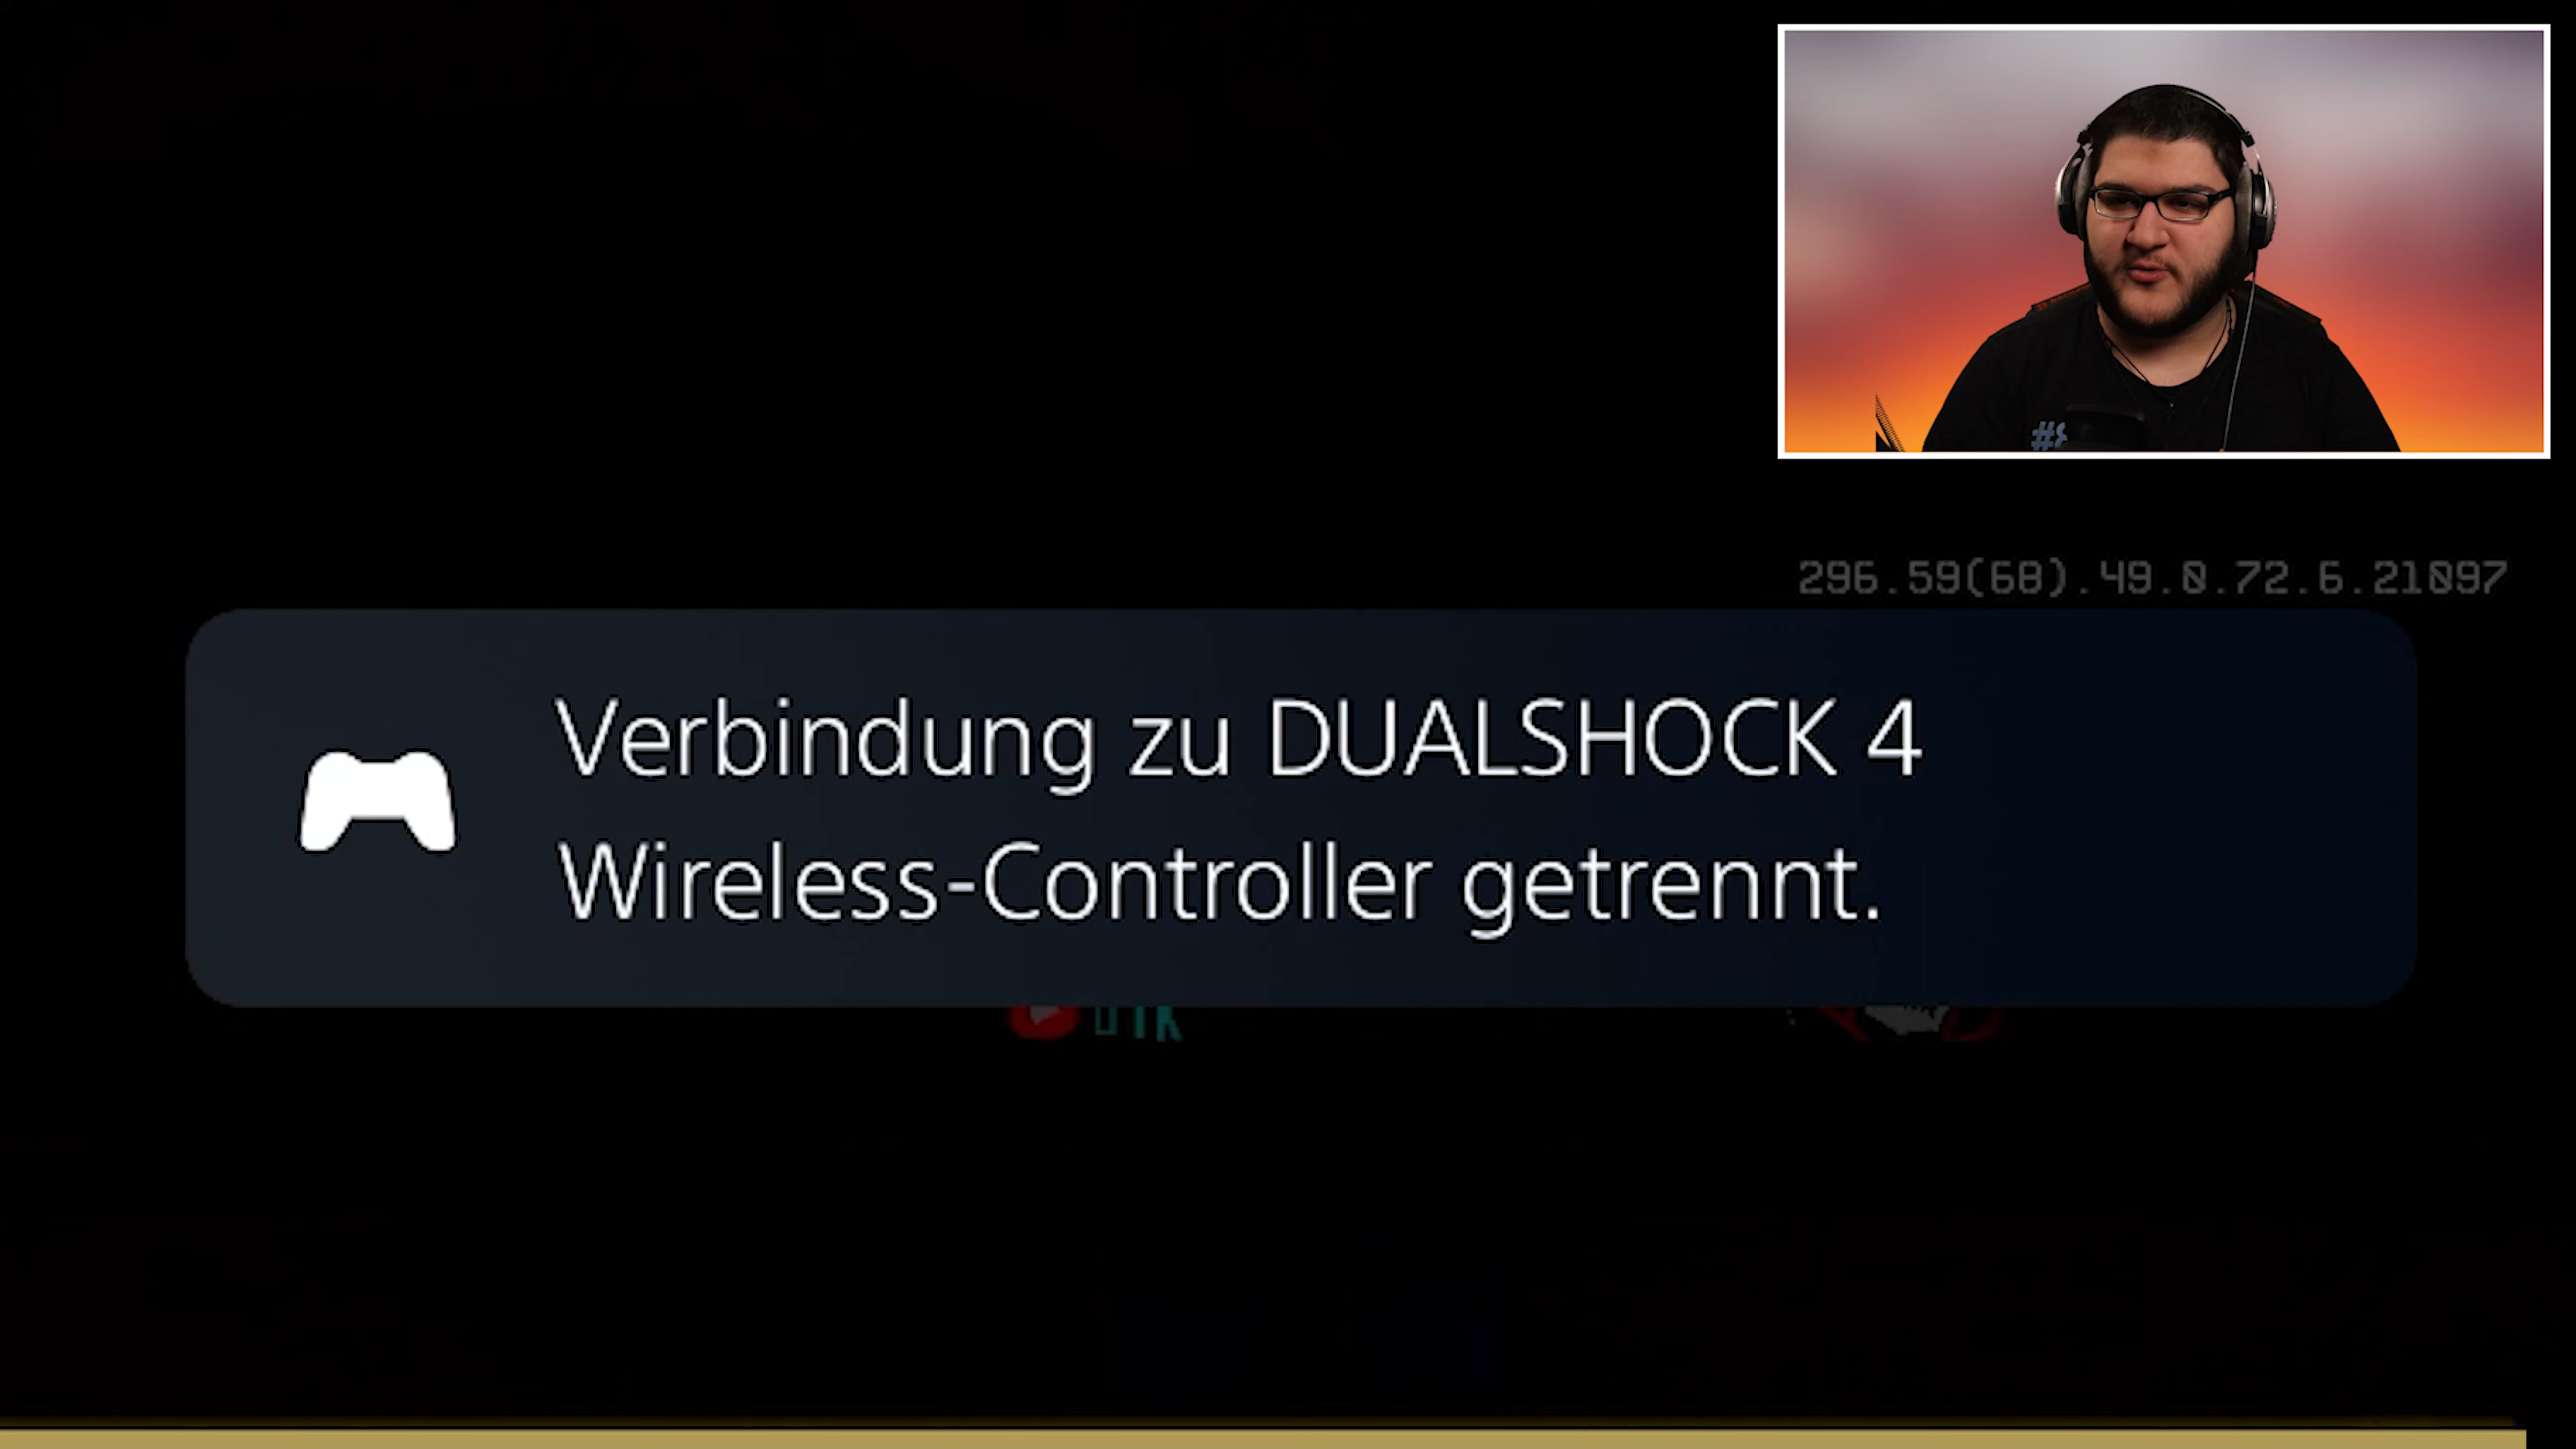 296.59(68).49.0.72.6.21097
Verbindung zu DUALSHOCK 4
Wireless-Controller getrennt.